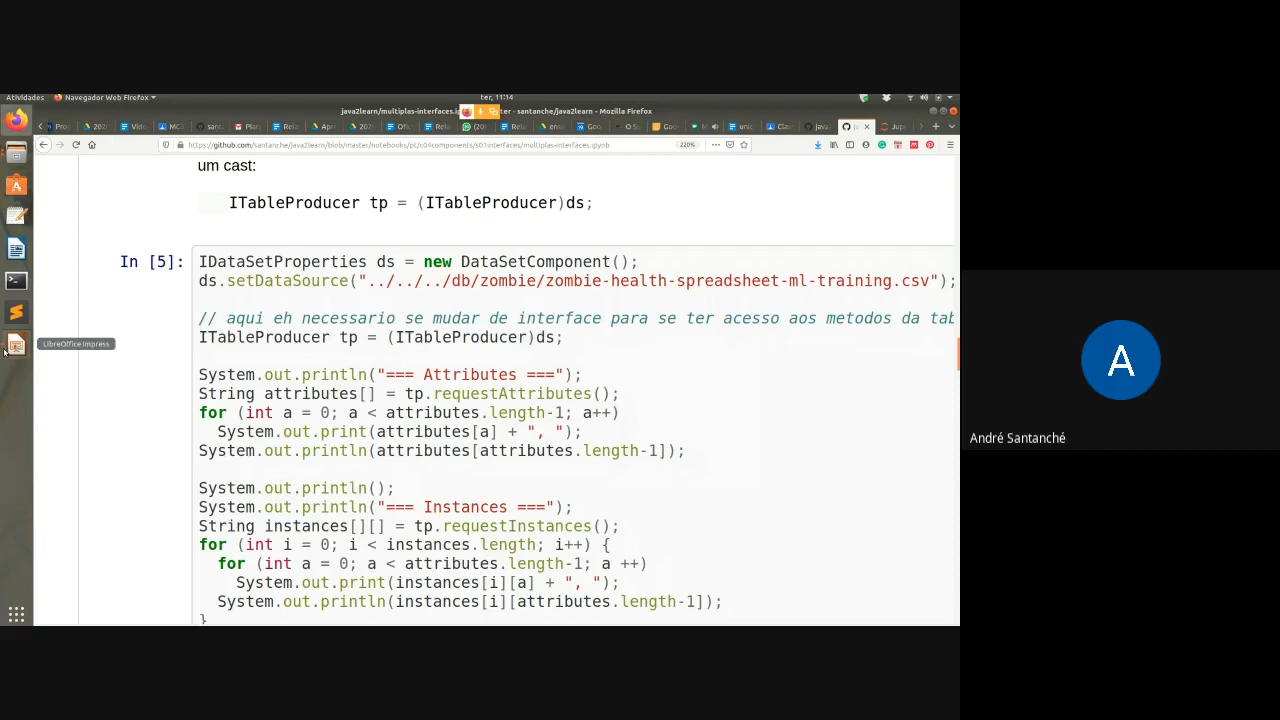 Atividades
Navegador Web Firefox
ter, 11:14
java2learn/multiplas-interfaces.ip
ter - santanche/java2learn - Mozilla Firefox
https://github.com/santanche/java2learn/blob/master/notebooks/pt/c04components/s01interfaces/multiplas-interfaces.ipynb
220%
um cast:
ITableProducer tp = (ITableProducer)ds;
In [5]:
IDataSetProperties ds = new DataSetComponent();
ds.setDataSource("../../../db/zombie/zombie-health-spreadsheet-ml-training.csv");
// aqui eh necessario se mudar de interface para se ter acesso aos metodos da tab
ITableProducer tp = (ITableProducer)ds;
System.out.println("=== Attributes ===");
String attributes[] = tp.requestAttributes();
for (int a = 0; a < attributes.length-1; a++)
System.out.print(attributes[a] + ", ");
System.out.println(attributes[attributes.length-1]);
System.out.println();
System.out.println("=== Instances ===");
String instances[][] = tp.requestInstances();
for (int i = 0; i < instances.length; i++) {
for (int a = 0; a < attributes.length-1; a ++)
System.out.print(instances[i][a] + ", ");
System.out.println(instances[i][attributes.length-1]);
}
LibreOffice Impress
A
André Santanché